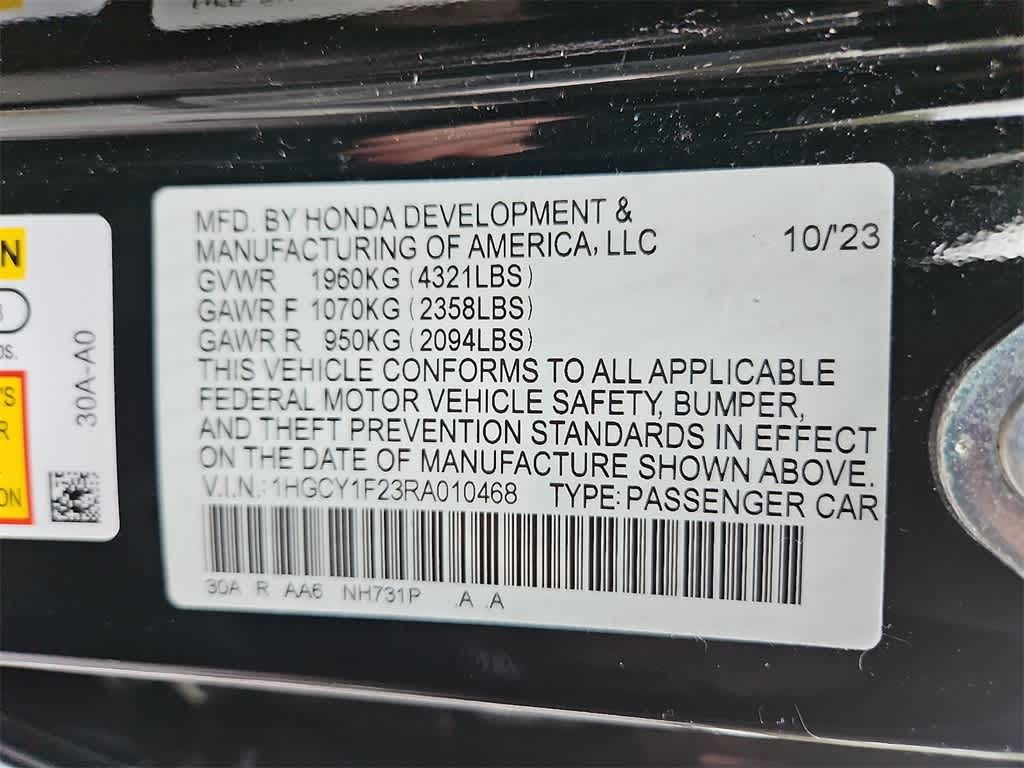 MFD. BY HONDA DEVELOPMENT &
MANUFACTURING OF AMERICA, LLC 10/'23
GVWR 1960KG (4321LBS)
GAWR F 1070KG (2358LBS)
GAWR R 950KG (2094LBS)
THIS VEHICLE CONFORMS TO ALL APPLICABLE
FEDERAL MOTOR VEHICLE SAFETY, BUMPER,
AND THEFT PREVENTION STANDARDS IN EFFECT
ON THE DATE OF MANUFACTURE SHOWN ABOVE.
V.I.N.: 1HGCY1F23RA010468 TYPE: PASSENGER CAR
30A R AA6 NH731P .A .A
30A-A0